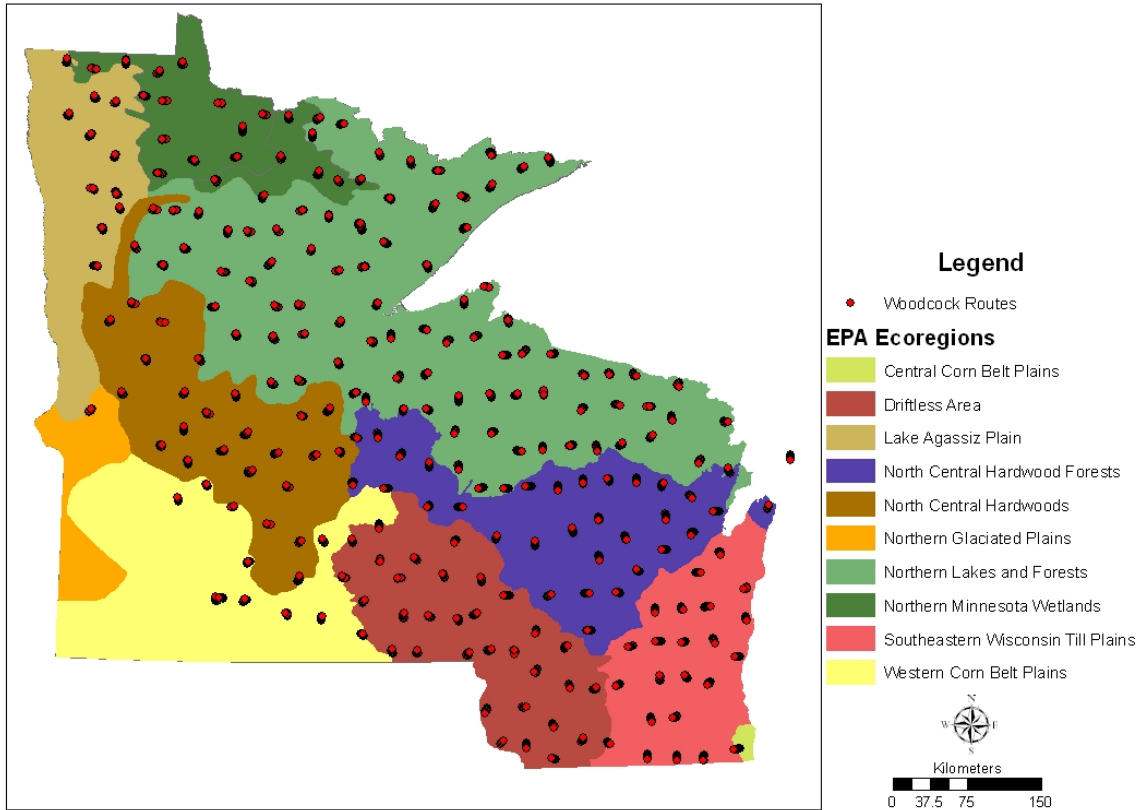 Legend
Woodcock Routes
EPA Ecoregions
Central Corn Belt Plains
Driftless Area
Lake Agassiz Plain
North Central Hardwood Forests
North Central Hardwoods
Northern Glaciated Plains
Northern Lakes and Forests
Northern Minnesota Wetlands
Southeastern Wisconsin Till Plains
Western Corn Belt Plains
N
W E
S
Kilometers
0 37.5 75 150